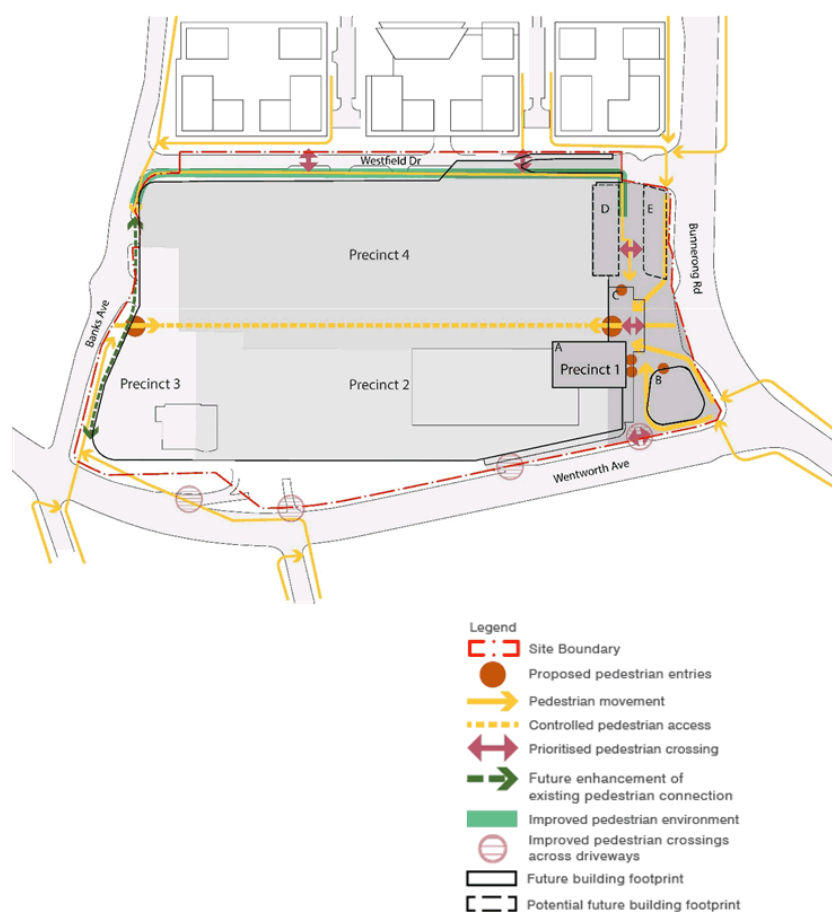 Westfield Dr
D
E
Precinct 4
Bunnerong Rd
C
Banks Ave
A
Precinct 1
Precinct 3
Precinct 2
B
Wentworth Ave
Legend
Site Boundary
Proposed pedestrian entries
Pedestrian movement
Controlled pedestrian access
Prioritised pedestrian crossing
Future enhancement of
existing pedestrian connection
Improved pedestrian environment
Improved pedestrian crossings
across driveways
Future building footprint
Potential future building footprint